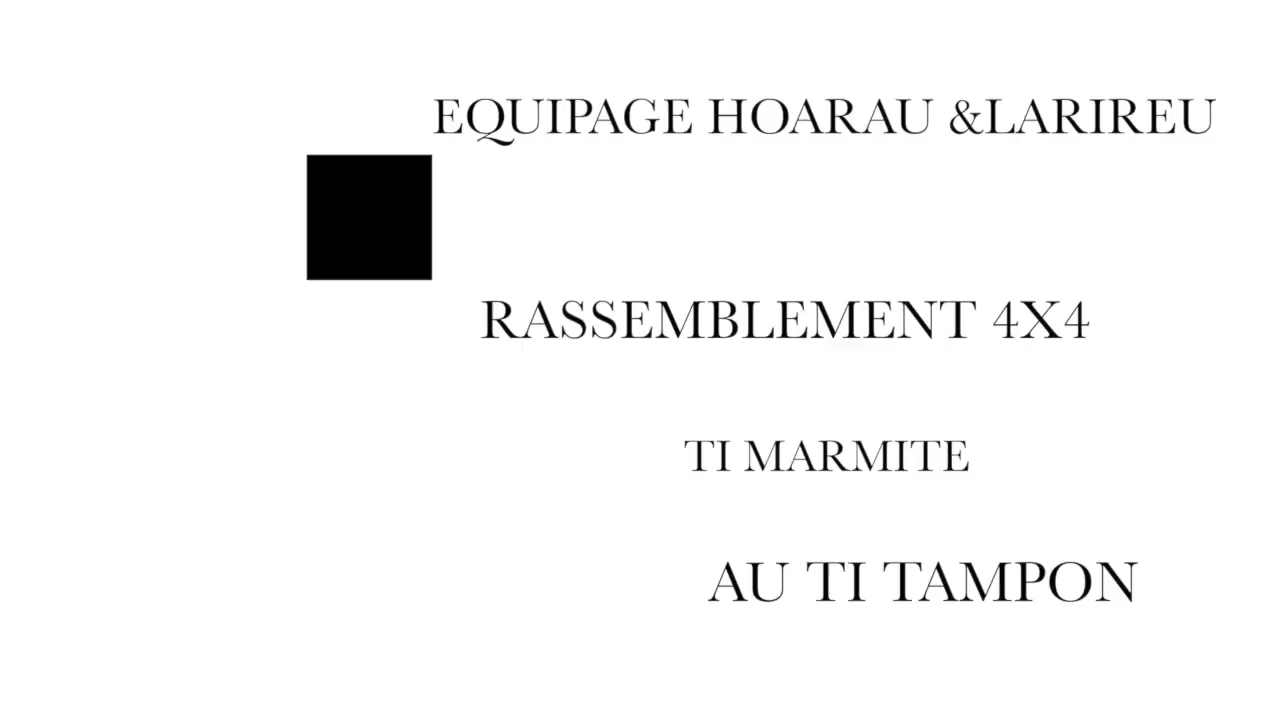 EQUIPAGE HOARAU &LARIREU
RASSEMBLEMENT 4X4
TI MARMITE
AU TI TAMPON